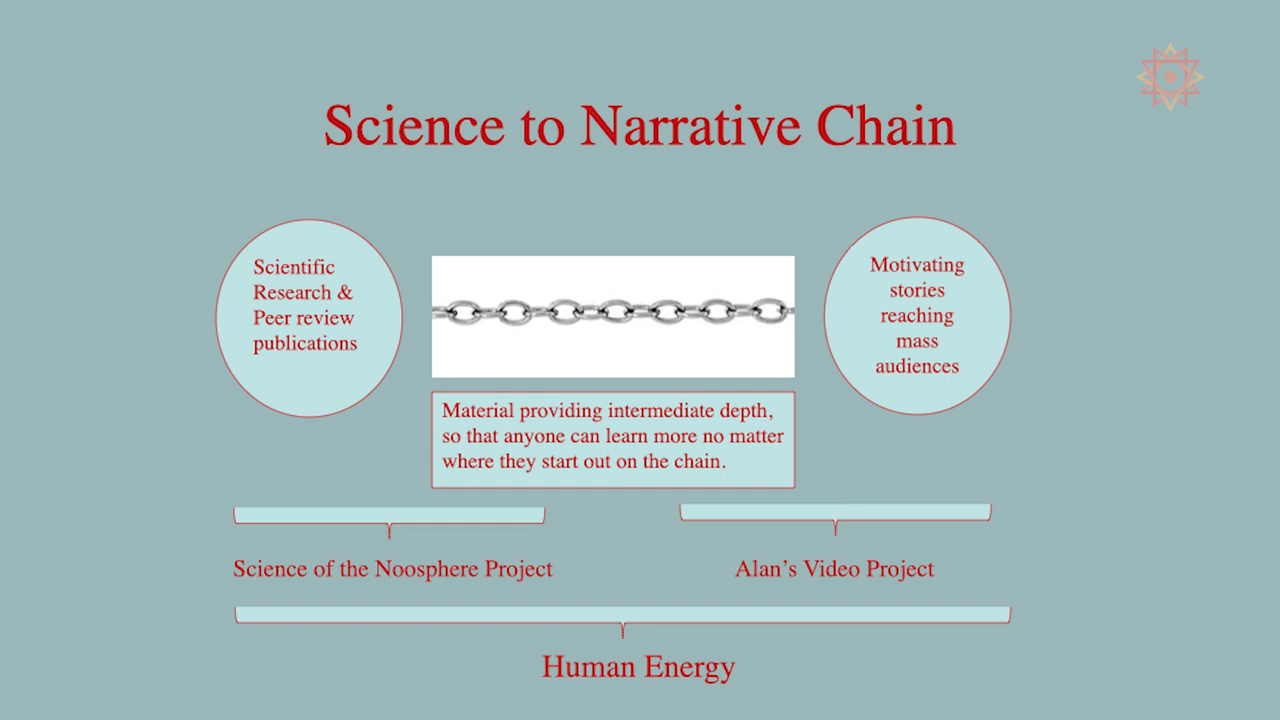 Science to Narrative Chain
Scientific
Research &
Peer review
publications
Motivating
stories
reaching
mass
audiences
Material providing intermediate depth,
so that anyone can learn more no matter
where they start out on the chain.
Science of the Noosphere Project
Alan's Video Project
Human Energy